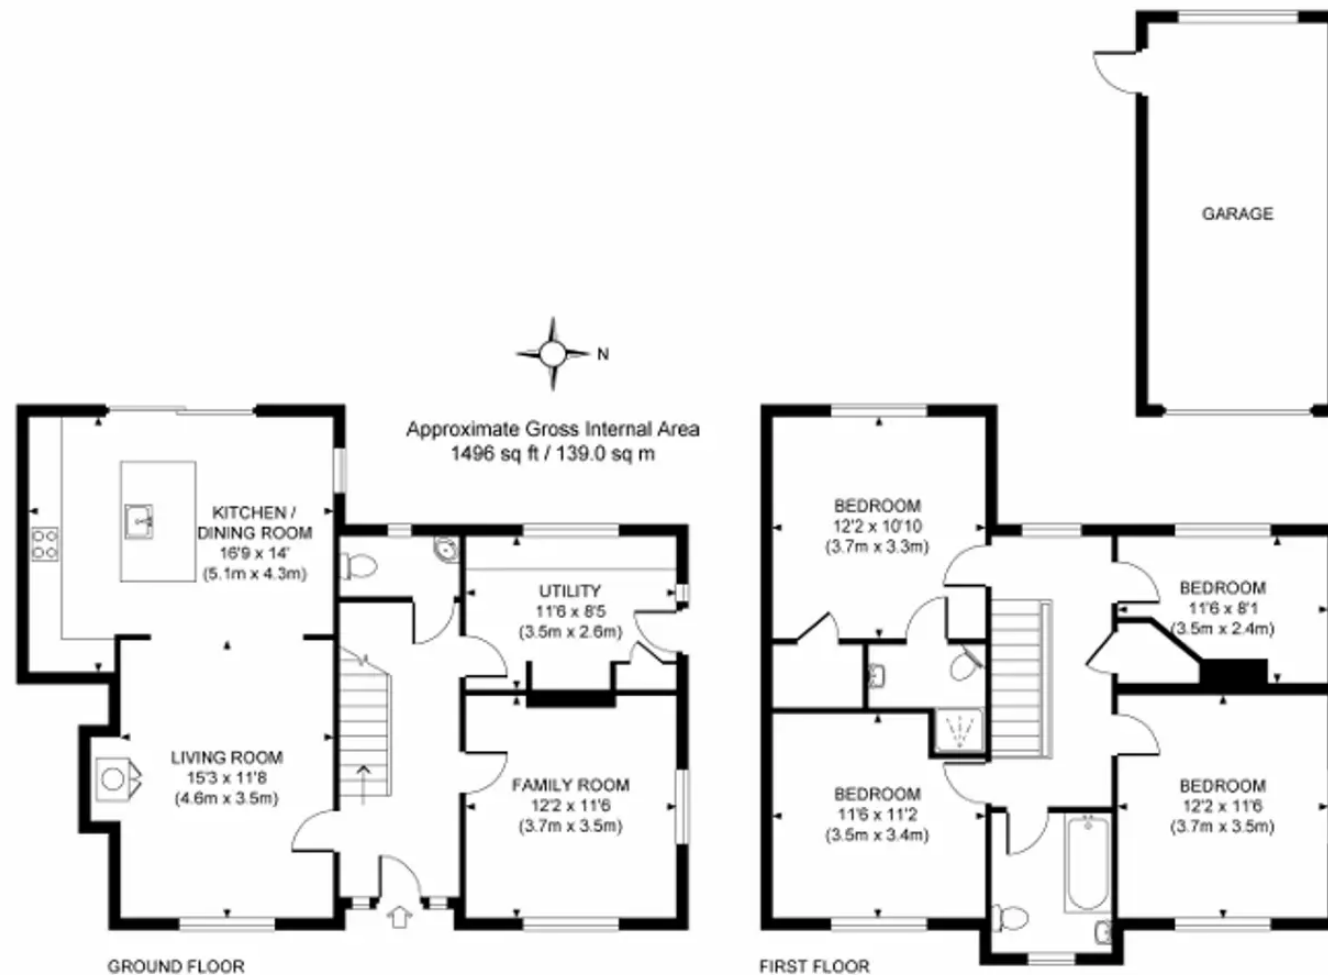 GARAGE
N
Approximate Gross Internal Area
1496 sq ft / 139.0 sq m
KITCHEN /
DINING ROOM
16'9 x 14'
(5.1m x 4.3m)
UTILITY
11'6 x 8'5
(3.5m x 2.6m)
LIVING ROOM
15'3 x 11'8
(4.6m x 3.5m)
FAMILY ROOM
12'2 x 11'6
(3.7m x 3.5m)
GROUND FLOOR
BEDROOM
12'2 x 10'10
(3.7m x 3.3m)
BEDROOM
11'6 x 8'1
(3.5m x 2.4m)
BEDROOM
11'6 x 11'2
(3.5m x 3.4m)
BEDROOM
12'2 x 11'6
(3.7m x 3.5m)
FIRST FLOOR